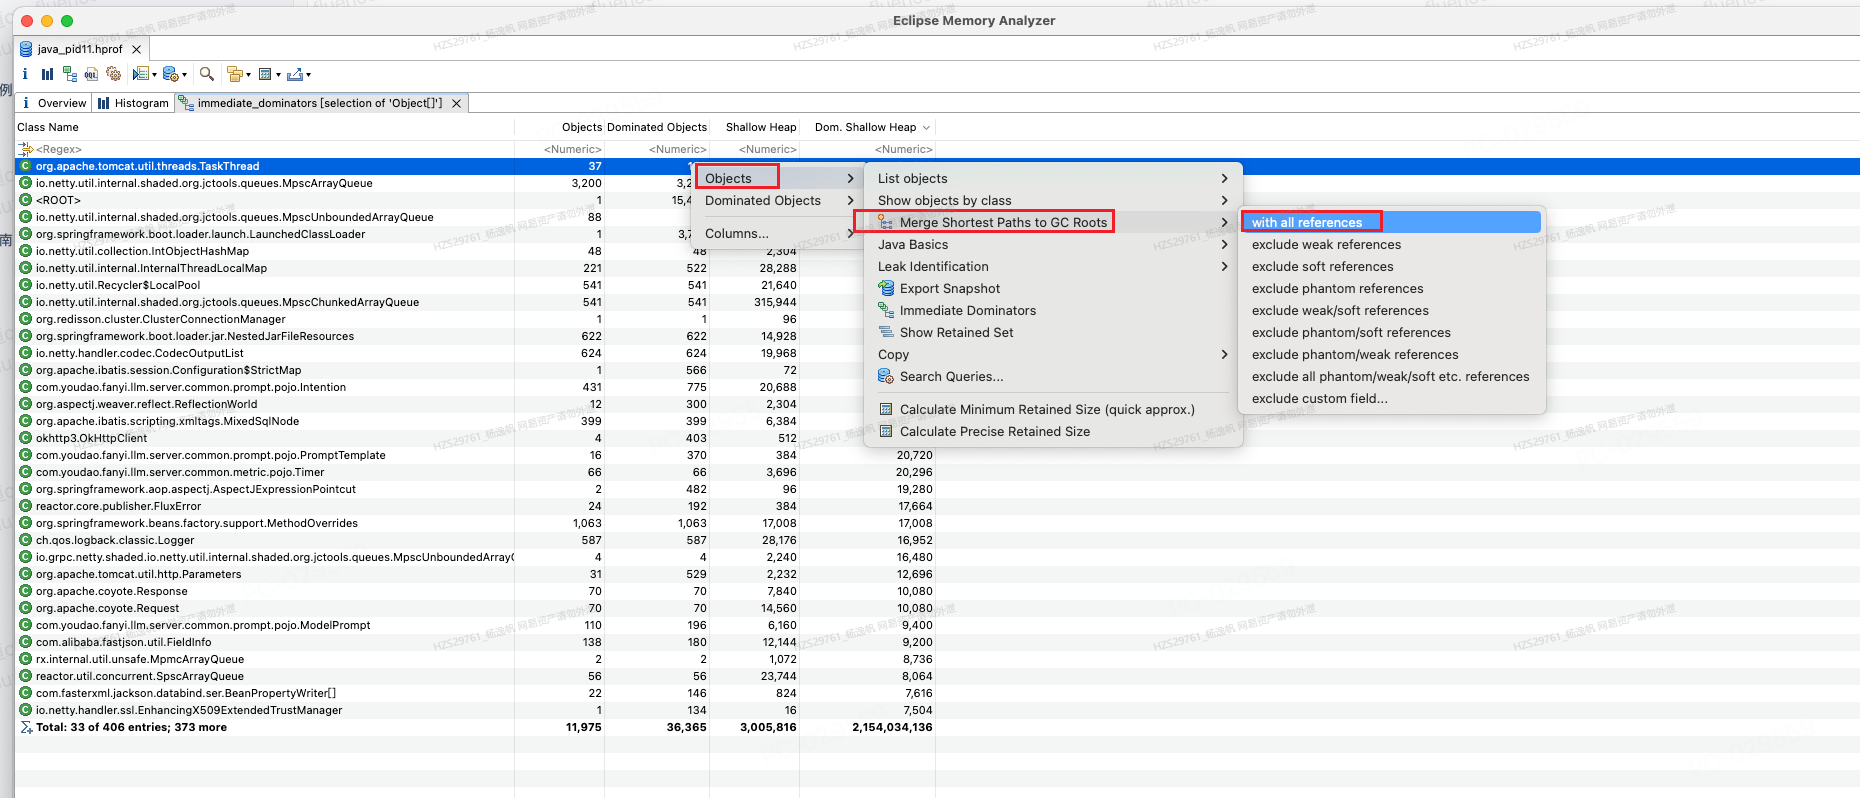 Eclipse Memory Analyzer
java_pid11.hprof
Overview Histogram immediate_dominators [selection of 'Object[]']
Class Name Objects Dominated Objects Shallow Heap Dom. Shallow Heap
<Regex> <Numeric> <Numeric> <Numeric> <Numeric>
org.apache.tomcat.util.threads.TaskThread 37
io.netty.util.internal.shaded.org.jctools.queues.MpscArrayQueue 3,200
<ROOT> 1
io.netty.util.internal.shaded.org.jctools.queues.MpscUnboundedArrayQueue 88
org.springframework.boot.loader.launch.LaunchedClassLoader 1
io.netty.util.collection.IntObjectHashMap 48 48 2,304
io.netty.util.internal.InternalThreadLocalMap 221 522 28,288
io.netty.util.Recycler$LocalPool 541 541 21,640
io.netty.util.internal.shaded.org.jctools.queues.MpscChunkedArrayQueue 541 541 315,944
org.redisson.cluster.ClusterConnectionManager 1 1 96
org.springframework.boot.loader.jar.NestedJarFileResources 622 622 14,928
io.netty.handler.codec.CodecOutputList 624 624 19,968
org.apache.ibatis.session.Configuration$StrictMap 1 566 72
com.youdao.fanyi.llm.server.common.prompt.pojo.Intention 431 775 20,688
org.aspectj.weaver.reflect.ReflectionWorld 12 300 2,304
org.apache.ibatis.scripting.xmltags.MixedSqlNode 399 399 6,384
okhttp3.OkHttpClient 4 403 512
com.youdao.fanyi.llm.server.common.prompt.pojo.PromptTemplate 16 370 384 20,720
com.youdao.fanyi.llm.server.common.metric.pojo.Timer 66 66 3,696 20,296
org.springframework.aop.aspectj.AspectJExpressionPointcut 2 482 96 19,280
reactor.core.publisher.FluxError 24 192 384 17,664
org.springframework.beans.factory.support.MethodOverrides 1,063 1,063 17,008 17,008
ch.qos.logback.classic.Logger 587 587 28,176 16,952
io.grpc.netty.shaded.io.netty.util.internal.shaded.org.jctools.queues.MpscUnboundedArray 4 4 2,240 16,480
org.apache.tomcat.util.http.Parameters 31 529 2,232 12,696
org.apache.coyote.Response 70 70 7,840 10,080
org.apache.coyote.Request 70 70 14,560 10,080
com.youdao.fanyi.llm.server.common.prompt.pojo.ModelPrompt 110 196 6,160 9,400
com.alibaba.fastjson.util.FieldInfo 138 180 12,144 9,200
rx.internal.util.unsafe.MpmcArrayQueue 2 2 1,072 8,736
reactor.util.concurrent.SpscArrayQueue 56 56 23,744 8,064
com.fasterxml.jackson.databind.ser.BeanPropertyWriter[] 22 146 824 7,616
io.netty.handler.ssl.EnhancingX509ExtendedTrustManager 1 134 16 7,504
Total: 33 of 406 entries; 373 more 11,975 36,365 3,005,816 2,154,034,136
Objects
Dominated Objects
Columns...
List objects
Show objects by class
Merge Shortest Paths to GC Roots
Java Basics
Leak Identification
Export Snapshot
Immediate Dominators
Show Retained Set
Copy
Search Queries...
Calculate Minimum Retained Size (quick approx.)
Calculate Precise Retained Size
with all references
exclude weak references
exclude soft references
exclude phantom references
exclude weak/soft references
exclude phantom/soft references
exclude phantom/weak references
exclude all phantom/weak/soft etc. references
exclude custom field...
HZS29761_杨逸帆 网易资产请勿外泄